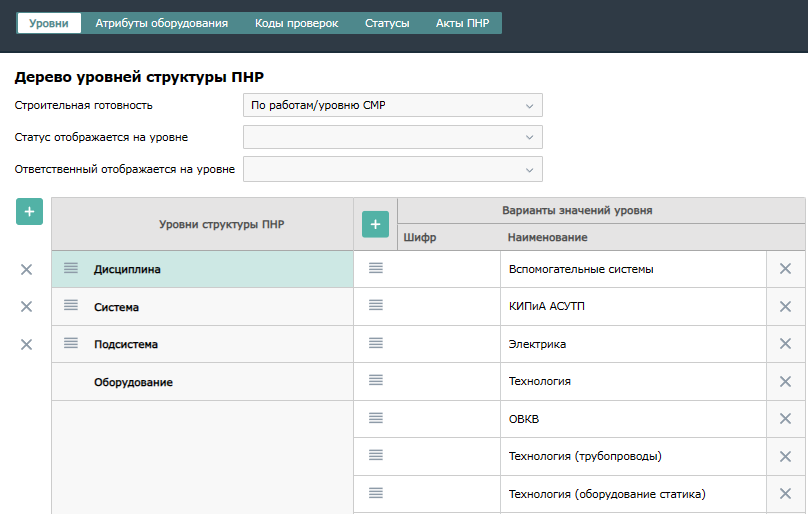 Уровни Атрибуты оборудования Коды проверок Статусы Акты ПНР
Дерево уровней структуры ПНР
Строительная готовность По работам/уровню СМР
Статус отображается на уровне
Ответственный отображается на уровне
Уровни структуры ПНР Варианты значений уровня
Шифр Наименование
Дисциплина Вспомогательные системы
Система КИПиА АСУТП
Подсистема Электрика
Оборудование Технология
ОВКВ
Технология (трубопроводы)
Технология (оборудование статика)